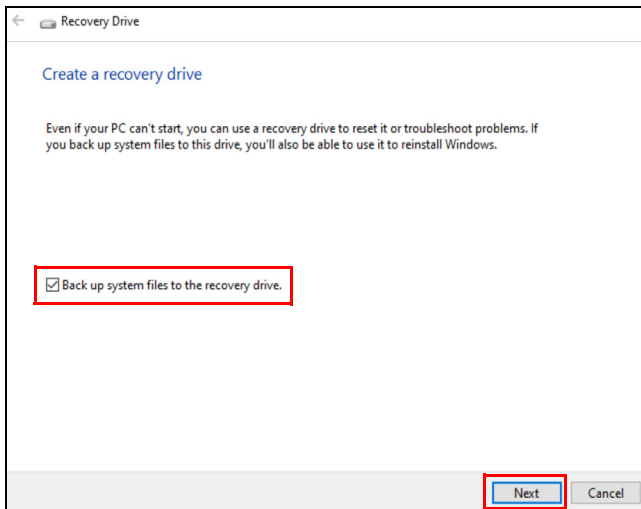 Recovery Drive
Create a recovery drive
Even if your PC can't start, you can use a recovery drive to reset it or troubleshoot problems. If
you back up system files to this drive, you'll also be able to use it to reinstall Windows.
Back up system files to the recovery drive.
Next Cancel